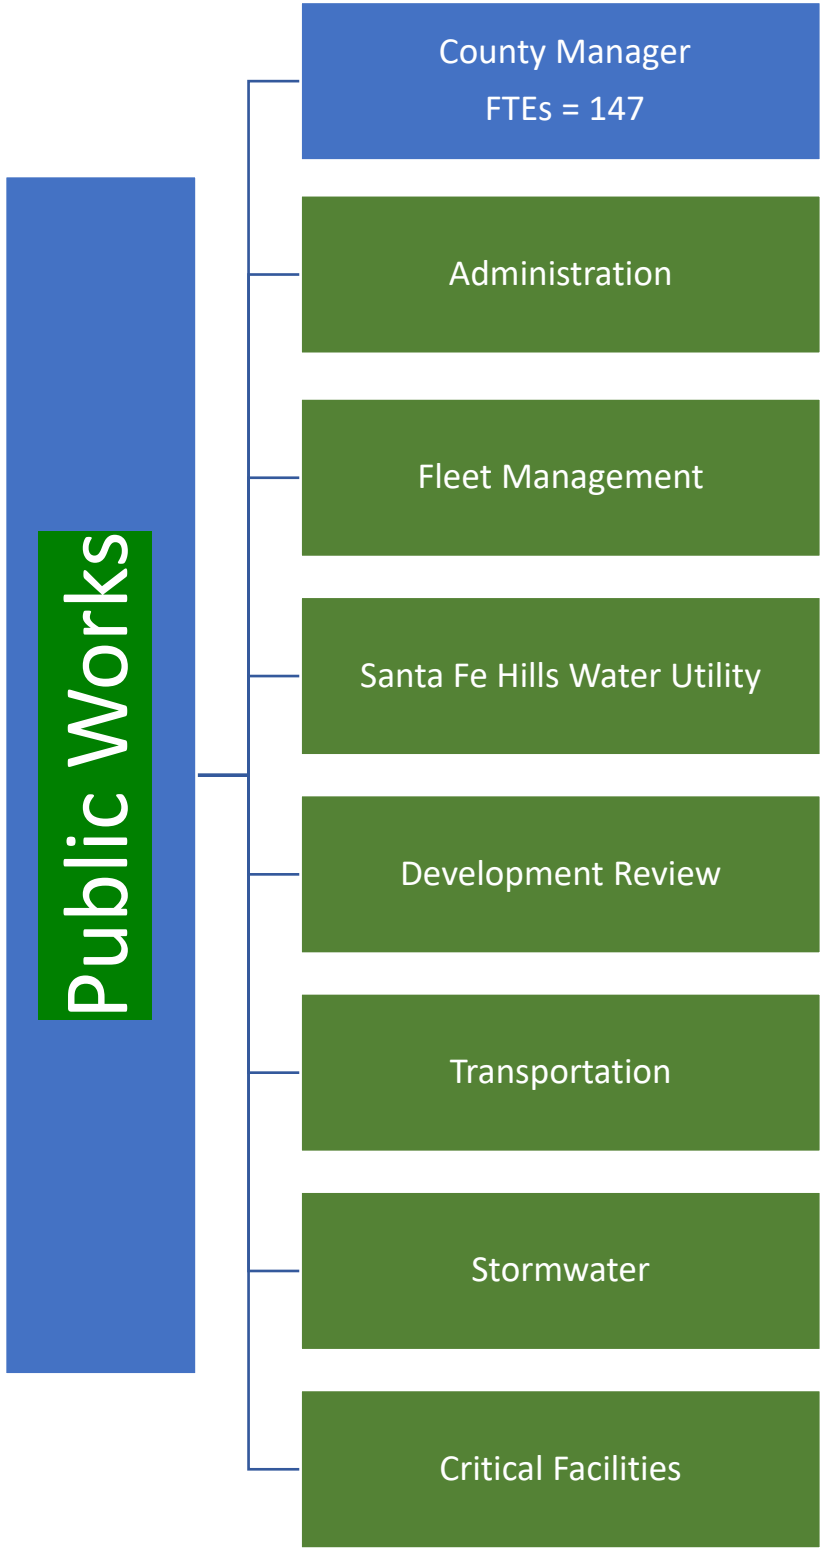 Public Works
County Manager
FTEs = 147
Administration
Fleet Management
Santa Fe Hills Water Utility
Development Review
Transportation
Stormwater
Critical Facilities